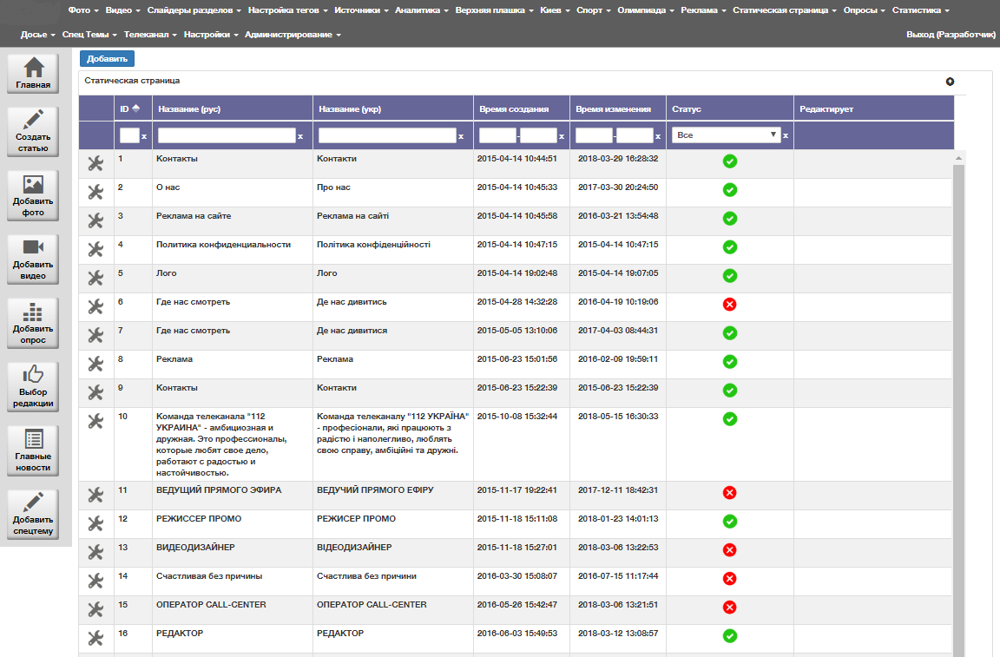 Фото Видео Слайдеры разделов Настройка тегов Источники Аналитика Верхняя плашка Киев Спорт Олимпиада Реклама Статическая страница Опросы Статистика
Досье Спец Темы Телеканал Настройки Администрирование Выход (Разработчик)
Главная
Создать
статью
Добавить
фото
Добавить
видео
Добавить
опрос
Выбор
редакции
Главные
новости
Добавить
спецтему
Добавить
Статическая страница
ID Название (рус) Название (укр) Время создания Время изменения Статус Редактирует
x x x - x - x Все x
1 Контакты Контакти 2015-04-14 10:44:51 2018-03-29 16:28:32
2 О нас Про нас 2015-04-14 10:45:33 2017-03-30 20:24:50
3 Реклама на сайте Реклама на сайті 2015-04-14 10:45:58 2016-03-21 13:54:48
4 Политика конфиденциальности Політика конфіденційності 2015-04-14 10:47:15 2015-04-14 10:47:15
5 Лого Лого 2015-04-14 19:02:48 2015-04-14 19:07:05
6 Где нас смотреть Де нас дивитись 2015-04-28 14:32:28 2016-04-19 10:19:06
7 Где нас смотреть Де нас дивитися 2015-05-05 13:10:06 2017-04-03 08:44:31
8 Реклама Реклама 2015-06-23 15:01:56 2016-02-09 19:59:11
9 Контакты Контакти 2015-06-23 15:22:39 2015-06-23 15:22:39
10 Команда телеканала "112 Команда телеканалу "112 УКРАЇНА" 2015-10-08 15:32:44 2018-05-15 16:30:33
УКРАИНА" - амбициозная и - професіонали, які працюють з
дружная. Это профессионалы, радістю і наполегливо, люблять
которые любят свое дело, свою справу, амбіційні та дружні.
работают с радостью и
настойчивостью.
11 ВЕДУЩИЙ ПРЯМОГО ЭФИРА ВЕДУЧИЙ ПРЯМОГО ЕФІРУ 2015-11-17 19:22:41 2017-12-11 18:42:31
12 РЕЖИССЕР ПРОМО РЕЖИСЕР ПРОМО 2015-11-18 15:11:08 2018-01-23 14:01:13
13 ВИДЕОДИЗАЙНЕР ВІДЕОДИЗАЙНЕР 2015-11-18 15:27:01 2018-03-06 13:22:53
14 Счастливая без причины Счастлива без причини 2016-03-30 15:08:07 2016-07-15 11:17:44
15 ОПЕРАТОР CALL-CENTER ОПЕРАТОР CALL-CENTER 2016-05-26 15:42:47 2018-03-06 13:21:51
16 РЕДАКТОР РЕДАКТОР 2016-06-03 15:49:53 2018-03-12 13:08:57